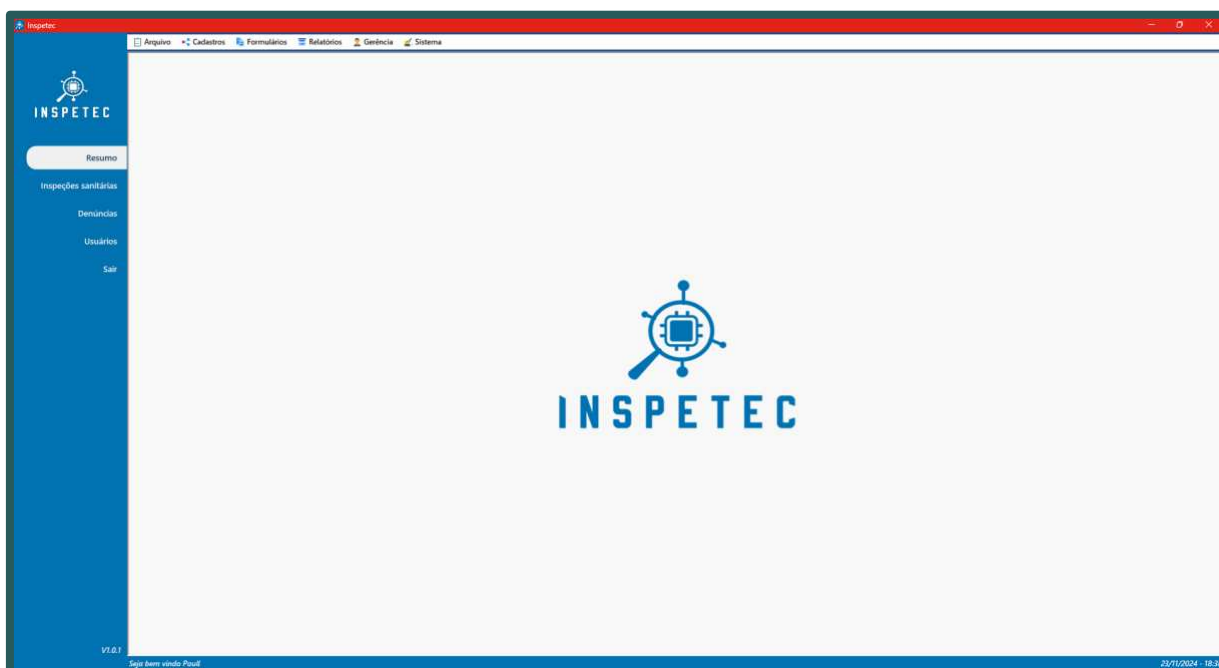 Inspetec
Arquivo Cadastros Formulários Relatórios Gerência Sistema
INSPETEC
Resumo
Inspeções sanitárias
Denúncias
Usuários
Sair
INSPETEC
V1.0.1
Seja bem vindo
23/11/2024 - 18:3